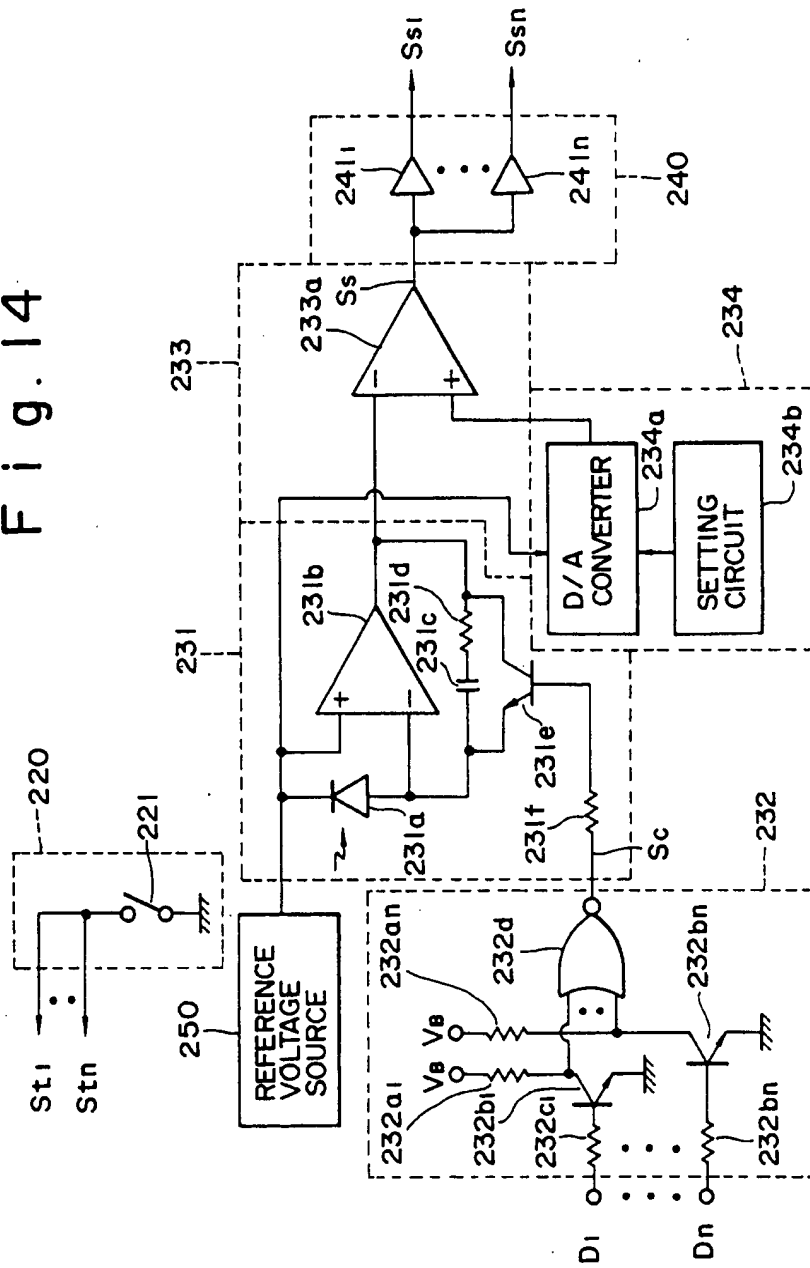 Fig.14
St1
Stn
220
221
250
REFERENCE
VOLTAGE
SOURCE
231
231a
231b
231c
231d
231e
231f
+
−
233
233a
Ss
−
+
2411
241n
Ss1
Ssn
240
D/A
CONVERTER
234a
SETTING
CIRCUIT
234b
234
232
Sc
232d
232an
232a1
VB
VB
232b1
232c1
232bn
232bn
D1
Dn